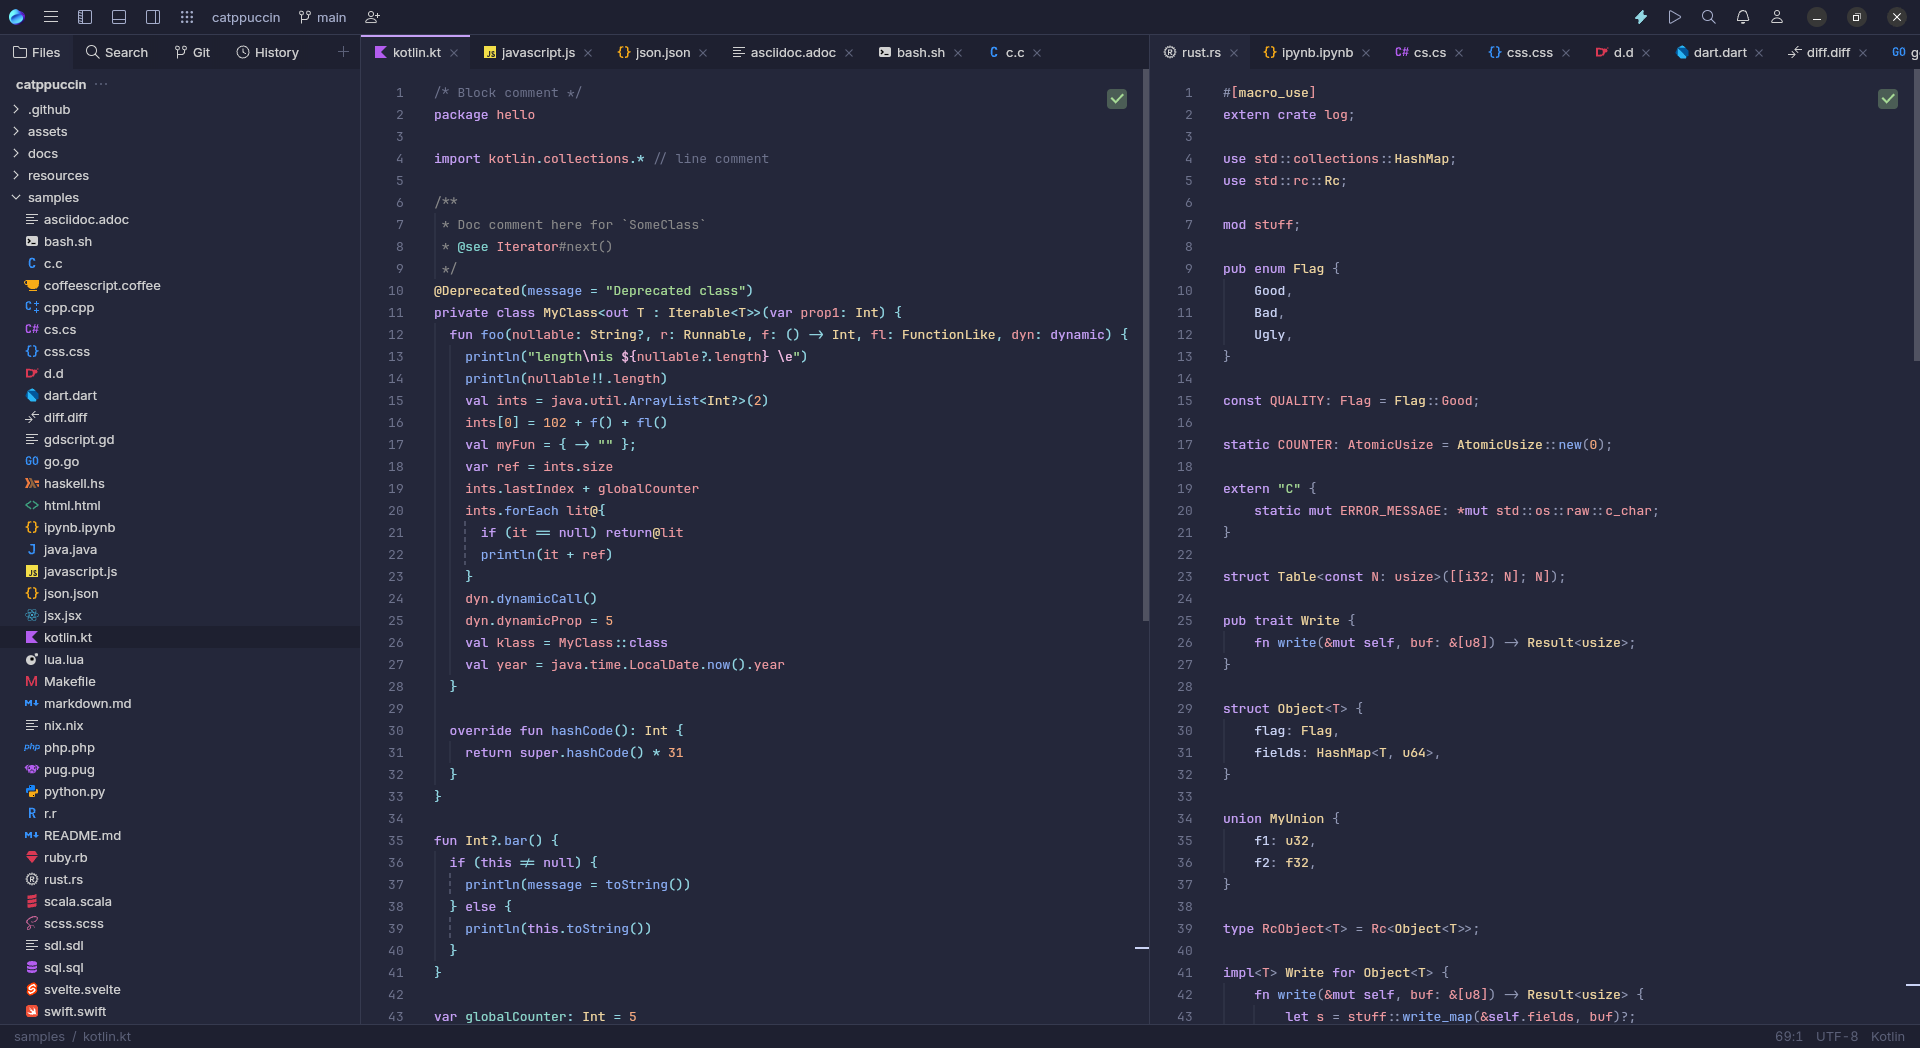 catppuccin main
Files Search Git History
catppuccin ...
.github
assets
docs
resources
samples
asciidoc.adoc
bash.sh
c.c
coffeescript.coffee
cpp.cpp
cs.cs
css.css
d.d
dart.dart
diff.diff
gdscript.gd
go.go
haskell.hs
html.html
ipynb.ipynb
java.java
javascript.js
json.json
jsx.jsx
kotlin.kt
lua.lua
Makefile
markdown.md
nix.nix
php.php
pug.pug
python.py
r.r
README.md
ruby.rb
rust.rs
scala.scala
scss.scss
sdl.sdl
sql.sql
svelte.svelte
swift.swift
kotlin.kt javascript.js json.json asciidoc.adoc bash.sh c.c
1 /* Block comment */
2 package hello
3
4 import kotlin.collections.* // line comment
5
6 /**
7 * Doc comment here for `SomeClass`
8 * @see Iterator#next()
9 */
10 @Deprecated(message = "Deprecated class")
11 private class MyClass<out T : Iterable<T>>(var prop1: Int) {
12 fun foo(nullable: String?, r: Runnable, f: () -> Int, fl: FunctionLike, dyn: dynamic) {
13 println("length\nis ${nullable?.length} \e")
14 println(nullable!!.length)
15 val ints = java.util.ArrayList<Int?>(2)
16 ints[0] = 102 + f() + fl()
17 val myFun = { -> "" };
18 var ref = ints.size
19 ints.lastIndex + globalCounter
20 ints.forEach lit@{
21 if (it == null) return@lit
22 println(it + ref)
23 }
24 dyn.dynamicCall()
25 dyn.dynamicProp = 5
26 val klass = MyClass::class
27 val year = java.time.LocalDate.now().year
28 }
29
30 override fun hashCode(): Int {
31 return super.hashCode() * 31
32 }
33 }
34
35 fun Int?.bar() {
36 if (this != null) {
37 println(message = toString())
38 } else {
39 println(this.toString())
40 }
41 }
42
43 var globalCounter: Int = 5
rust.rs ipynb.ipynb C# cs.cs css.css d.d dart.dart diff.diff GO
1 #[macro_use]
2 extern crate log;
3
4 use std::collections::HashMap;
5 use std::rc::Rc;
6
7 mod stuff;
8
9 pub enum Flag {
10 Good,
11 Bad,
12 Ugly,
13 }
14
15 const QUALITY: Flag = Flag::Good;
16
17 static COUNTER: AtomicUsize = AtomicUsize::new(0);
18
19 extern "C" {
20 static mut ERROR_MESSAGE: *mut std::os::raw::c_char;
21 }
22
23 struct Table<const N: usize>([[i32; N]; N]);
24
25 pub trait Write {
26 fn write(&mut self, buf: &[u8]) -> Result<usize>;
27 }
28
29 struct Object<T> {
30 flag: Flag,
31 fields: HashMap<T, u64>,
32 }
33
34 union MyUnion {
35 f1: u32,
36 f2: f32,
37 }
38
39 type RcObject<T> = Rc<Object<T>>;
40
41 impl<T> Write for Object<T> {
42 fn write(&mut self, buf: &[u8]) -> Result<usize> {
43 let s = stuff::write_map(&self.fields, buf)?;
samples / kotlin.kt 69:1 UTF-8 Kotlin